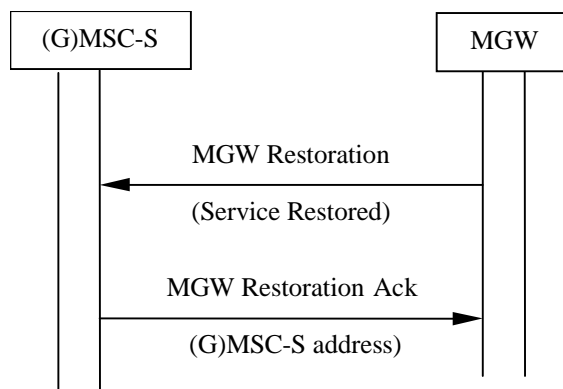 (G)MSC-S
MGW
MGW Restoration
(Service Restored)
MGW Restoration Ack
(G)MSC-S address)